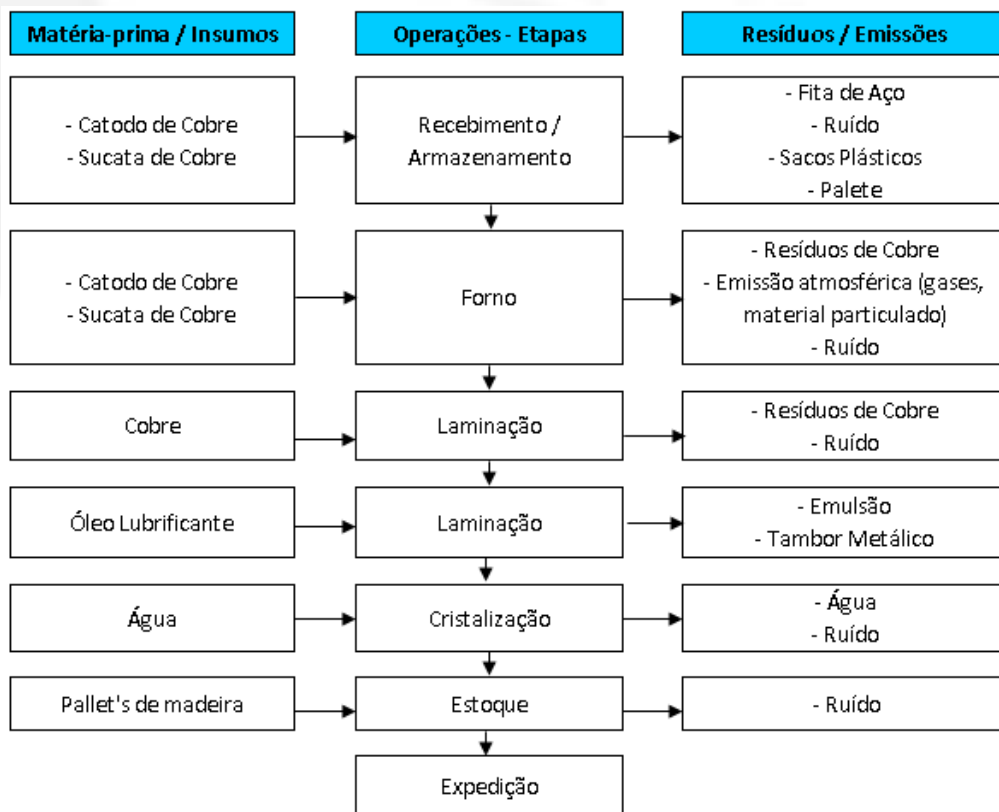 Matéria-prima / Insumos
Operações - Etapas
Resíduos / Emissões
- Catodo de Cobre
- Sucata de Cobre
Recebimento /
Armazenamento
- Fita de Aço
- Ruído
- Sacos Plásticos
- Palete
- Catodo de Cobre
- Sucata de Cobre
Forno
- Resíduos de Cobre
- Emissão atmosférica (gases,
material particulado)
- Ruído
Cobre
Laminação
- Resíduos de Cobre
- Ruído
Óleo Lubrificante
Laminação
- Emulsão
- Tambor Metálico
Água
Cristalização
- Água
- Ruído
Pallet's de madeira
Estoque
- Ruído
Expedição